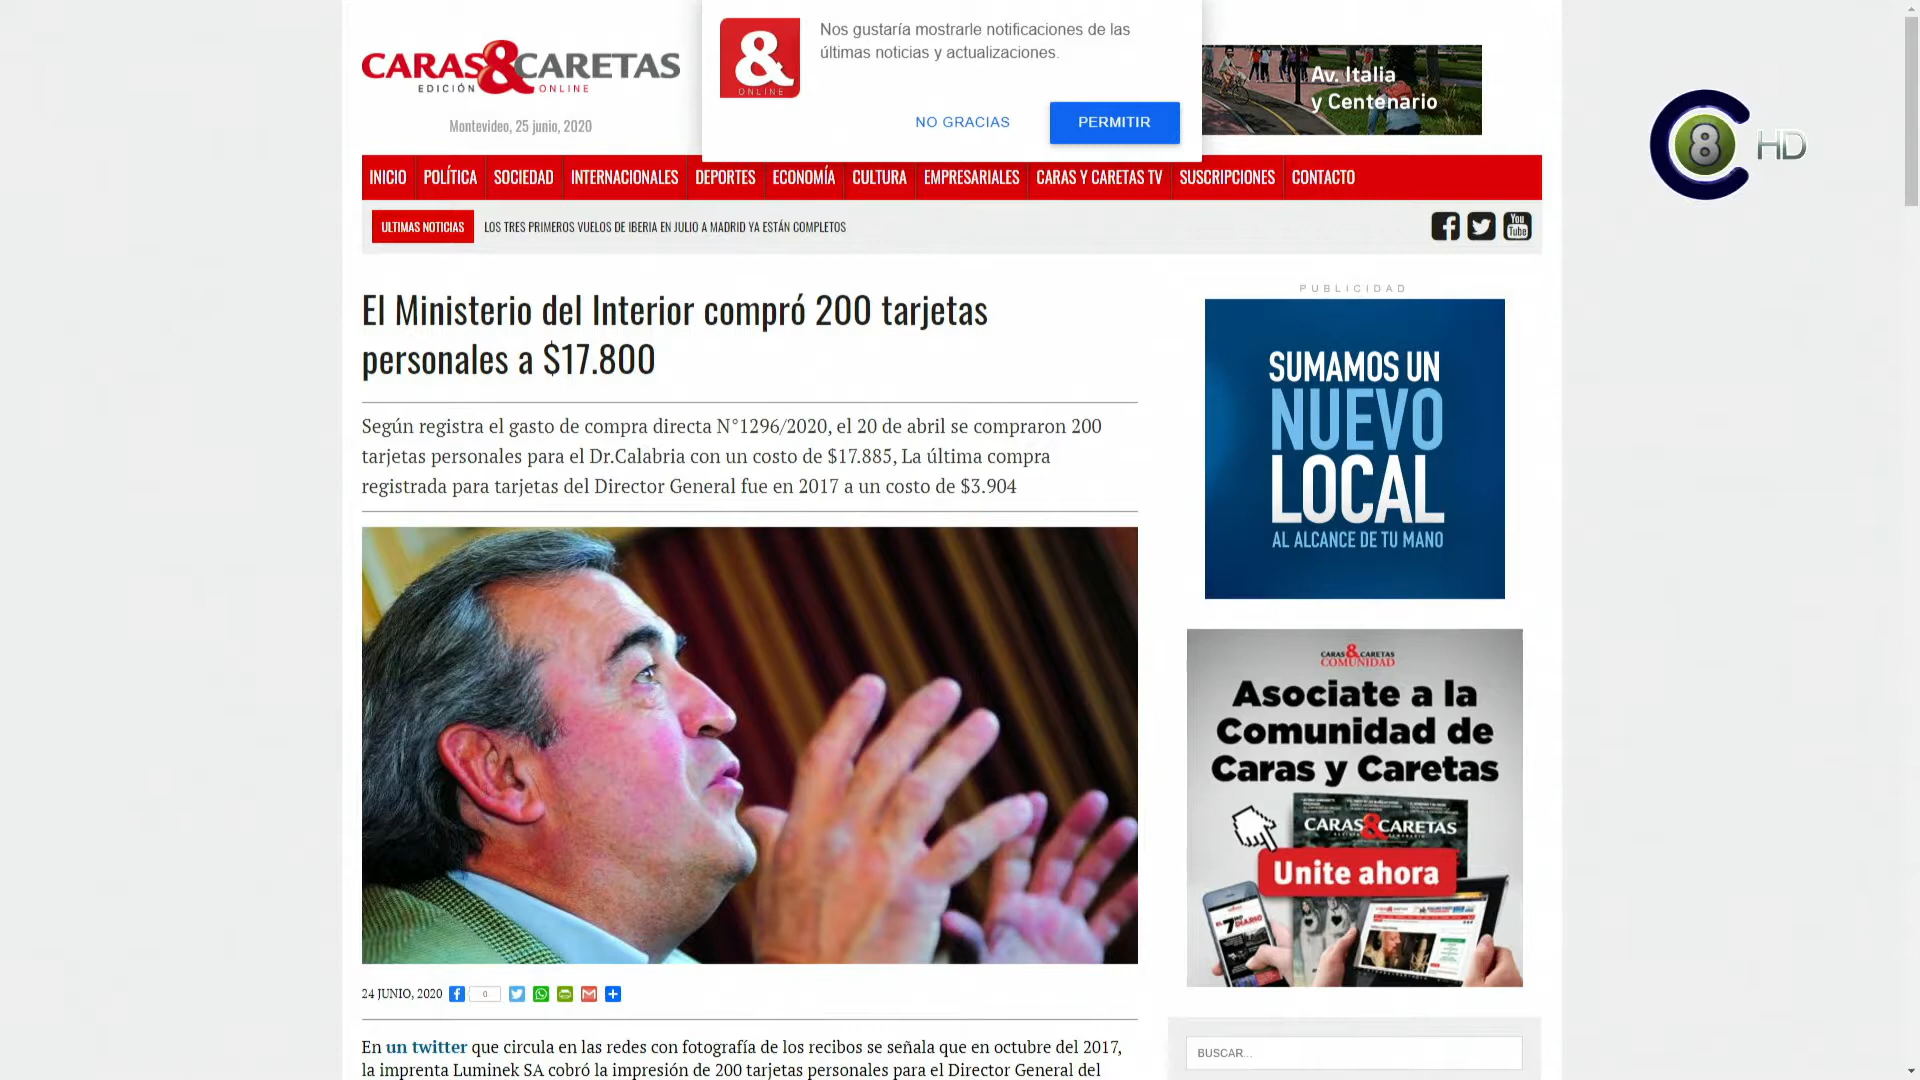 CARAS&CARETAS
EDICIÓN ONLINE
Montevideo, 25 junio, 2020
&
ONLINE
Nos gustaría mostrarle notificaciones de las
últimas noticias y actualizaciones.
NO GRACIAS
PERMITIR
Av. Italia
y Centenario
8 HD
INICIO POLÍTICA SOCIEDAD INTERNACIONALES DEPORTES ECONOMÍA CULTURA EMPRESARIALES CARAS Y CARETAS TV SUSCRIPCIONES CONTACTO
ULTIMAS NOTICIAS LOS TRES PRIMEROS VUELOS DE IBERIA EN JULIO A MADRID YA ESTÁN COMPLETOS
You
Tube
El Ministerio del Interior compró 200 tarjetas
personales a $17.800
Según registra el gasto de compra directa N°1296/2020, el 20 de abril se compraron 200
tarjetas personales para el Dr.Calabria con un costo de $17.885, La última compra
registrada para tarjetas del Director General fue en 2017 a un costo de $3.904
24 JUNIO, 2020
0
En un twitter que circula en las redes con fotografía de los recibos se señala que en octubre del 2017,
la imprenta Luminek SA cobró la impresión de 200 tarjetas personales para el Director General del
PUBLICIDAD
SUMAMOS UN
NUEVO
LOCAL
AL ALCANCE DE TU MANO
CARAS&CARETAS
COMUNIDAD
Asociate a la
Comunidad de
Caras y Caretas
CARAS&CARETAS
Unite ahora
BUSCAR...